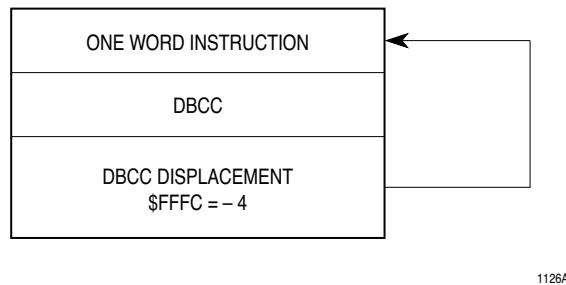 ONE WORD INSTRUCTION
DBCC
DBCC DISPLACEMENT
$FFFC = – 4
1126A